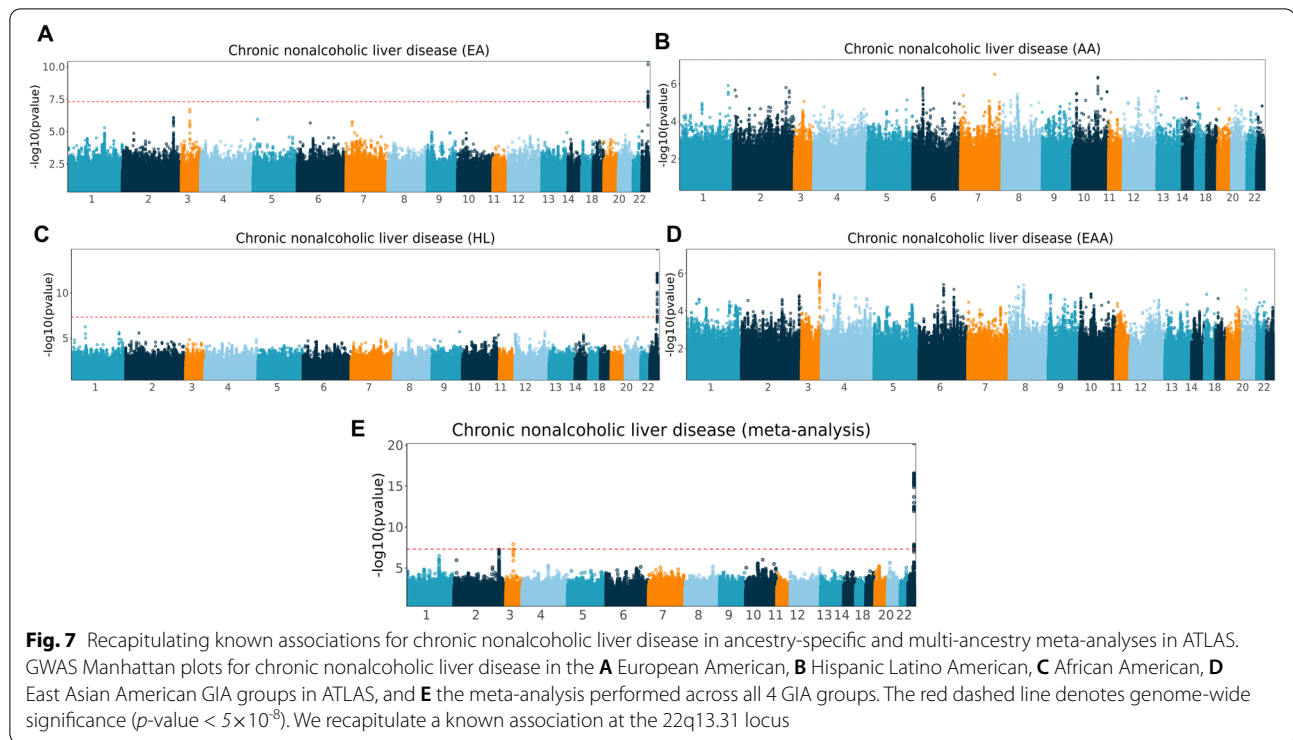 A
Chronic nonalcoholic liver disease (EA)
-log10(pvalue)
10.0
7.5
5.0
2.5
1 2 3 4 5 6 7 8 9 10 11 12 13 14 18 20 22
B
Chronic nonalcoholic liver disease (AA)
-log10(pvalue)
6
4
2
1 2 3 4 5 6 7 8 9 10 11 12 13 14 18 20 22
C
Chronic nonalcoholic liver disease (HL)
-log10(pvalue)
10
5
1 2 3 4 5 6 7 8 9 10 11 12 13 14 18 20 22
D
Chronic nonalcoholic liver disease (EAA)
-log10(pvalue)
6
4
2
1 2 3 4 5 6 7 8 9 10 11 12 13 14 18 20 22
E
Chronic nonalcoholic liver disease (meta-analysis)
-log10(pvalue)
20
15
10
5
1 2 3 4 5 6 7 8 9 10 11 12 13 14 18 20 22
Fig. 7 Recapitulating known associations for chronic nonalcoholic liver disease in ancestry-specific and multi-ancestry meta-analyses in ATLAS.
GWAS Manhattan plots for chronic nonalcoholic liver disease in the A European American, B Hispanic Latino American, C African American, D
East Asian American GIA groups in ATLAS, and E the meta-analysis performed across all 4 GIA groups. The red dashed line denotes genome-wide
significance (p-value < 5×10⁻⁸). We recapitulate a known association at the 22q13.31 locus